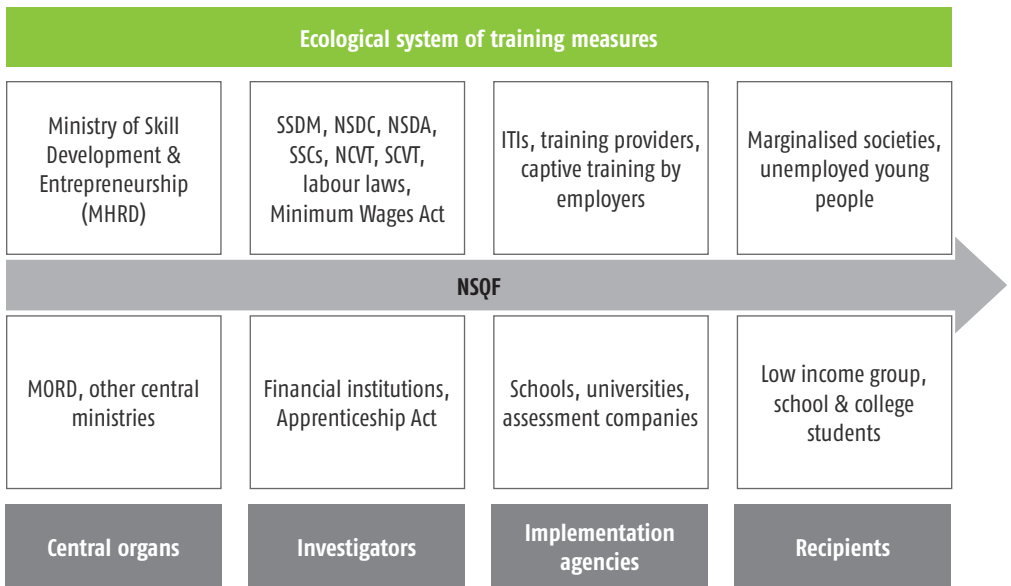 Ecological system of training measures
Ministry of Skill
Development &
Entrepreneurship
(MHRD)
SSDM, NSDC, NSDA,
SSCs, NCVT, SCVT,
labour laws,
Minimum Wages Act
ITIs, training providers,
captive training by
employers
Marginalised societies,
unemployed young
people
NSQF
MORD, other central
ministries
Financial institutions,
Apprenticeship Act
Schools, universities,
assessment companies
Low income group,
school & college
students
Central organs
Investigators
Implementation
agencies
Recipients